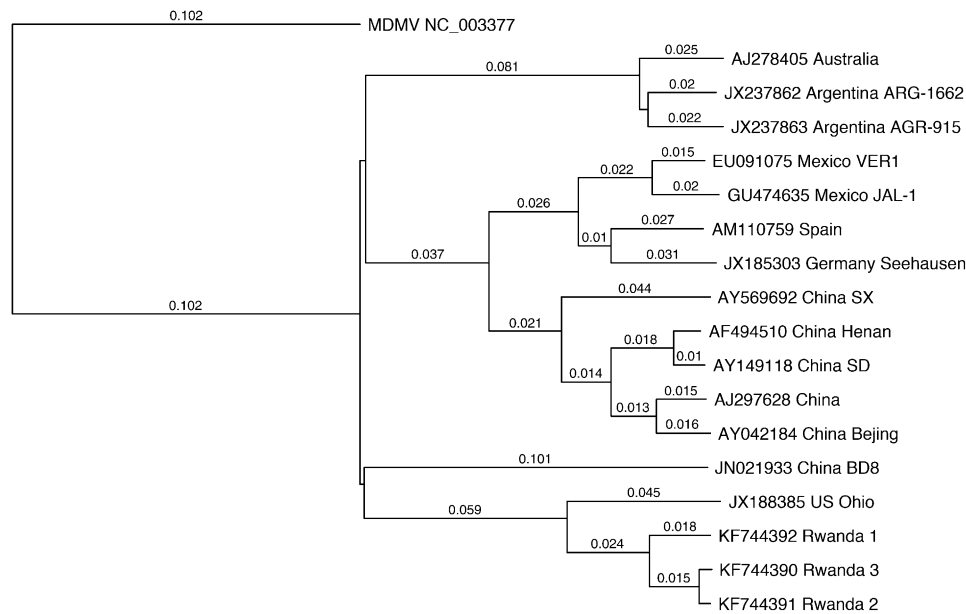 0.102
MDMV NC_003377
0.025
AJ278405 Australia
0.081
0.02
JX237862 Argentina ARG-1662
0.022
JX237863 Argentina AGR-915
0.015
EU091075 Mexico VER1
0.022
0.02
GU474635 Mexico JAL-1
0.026
0.027
AM110759 Spain
0.01
0.031
JX185303 Germany Seehausen
0.037
0.044
AY569692 China SX
0.102
0.021
AF494510 China Henan
0.018
0.01
AY149118 China SD
0.014
0.015
AJ297628 China
0.013
0.016
AY042184 China Bejing
0.101
JN021933 China BD8
0.045
JX188385 US Ohio
0.059
0.018
KF744392 Rwanda 1
0.024
KF744390 Rwanda 3
0.015
KF744391 Rwanda 2